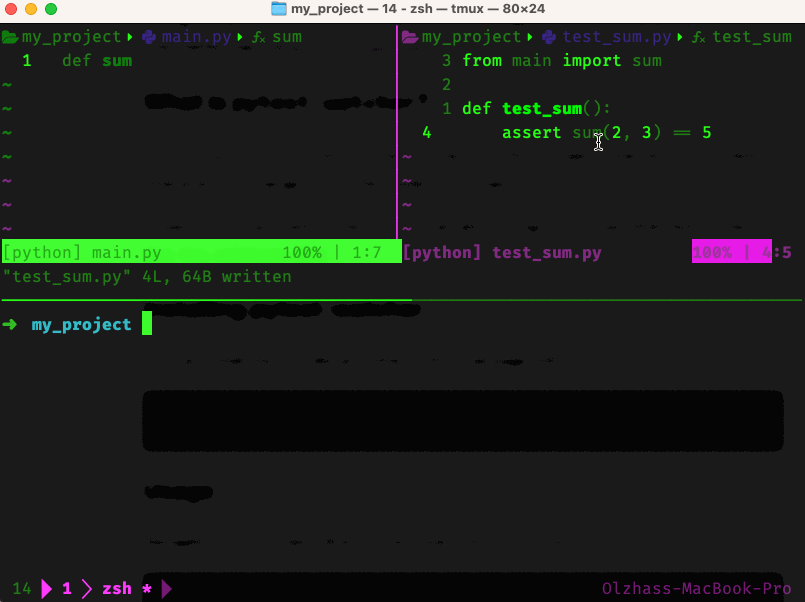 my_project — 14 - zsh — tmux — 80×24
my_project main.py fx sum
1 def sum
~
~
~
~
~
~
~
my_project test_sum.py fx test_sum
3 from main import sum
2
1 def test_sum():
4 assert sum(2, 3) == 5
~
~
~
~
[python] main.py 100% | 1:7
[python] test_sum.py 100% | 4:5
"test_sum.py" 4L, 64B written
➜ my_project
14 1 zsh * Olzhass-MacBook-Pro